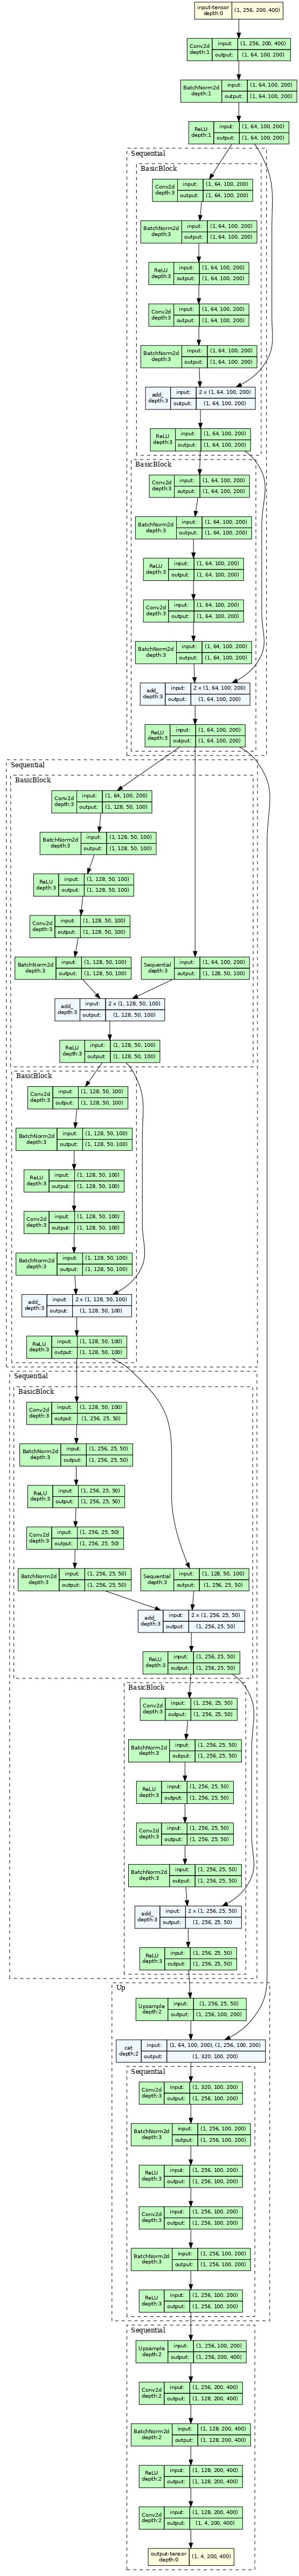 input-tensor
depth:0 (1, 256, 200, 400)
Conv2d input: (1, 256, 200, 400)
depth:1 output: (1, 64, 100, 200)
BatchNorm2d input: (1, 64, 100, 200)
depth:1 output: (1, 64, 100, 200)
ReLU input: (1, 64, 100, 200)
depth:1 output: (1, 64, 100, 200)
Sequential
BasicBlock
Conv2d input: (1, 64, 100, 200)
depth:3 output: (1, 64, 100, 200)
BatchNorm2d input: (1, 64, 100, 200)
depth:3 output: (1, 64, 100, 200)
ReLU input: (1, 64, 100, 200)
depth:3 output: (1, 64, 100, 200)
Conv2d input: (1, 64, 100, 200)
depth:3 output: (1, 64, 100, 200)
BatchNorm2d input: (1, 64, 100, 200)
depth:3 output: (1, 64, 100, 200)
add_ input: 2 x (1, 64, 100, 200)
depth:3 output: (1, 64, 100, 200)
ReLU input: (1, 64, 100, 200)
depth:3 output: (1, 64, 100, 200)
BasicBlock
Conv2d input: (1, 64, 100, 200)
depth:3 output: (1, 64, 100, 200)
BatchNorm2d input: (1, 64, 100, 200)
depth:3 output: (1, 64, 100, 200)
ReLU input: (1, 64, 100, 200)
depth:3 output: (1, 64, 100, 200)
Conv2d input: (1, 64, 100, 200)
depth:3 output: (1, 64, 100, 200)
BatchNorm2d input: (1, 64, 100, 200)
depth:3 output: (1, 64, 100, 200)
add_ input: 2 x (1, 64, 100, 200)
depth:3 output: (1, 64, 100, 200)
ReLU input: (1, 64, 100, 200)
depth:3 output: (1, 64, 100, 200)
Sequential
BasicBlock
Conv2d input: (1, 64, 100, 200)
depth:3 output: (1, 128, 50, 100)
BatchNorm2d input: (1, 128, 50, 100)
depth:3 output: (1, 128, 50, 100)
ReLU input: (1, 128, 50, 100)
depth:3 output: (1, 128, 50, 100)
Conv2d input: (1, 128, 50, 100)
depth:3 output: (1, 128, 50, 100)
BatchNorm2d input: (1, 128, 50, 100)
depth:3 output: (1, 128, 50, 100)
Sequential input: (1, 64, 100, 200)
depth:3 output: (1, 128, 50, 100)
add_ input: 2 x (1, 128, 50, 100)
depth:3 output: (1, 128, 50, 100)
ReLU input: (1, 128, 50, 100)
depth:3 output: (1, 128, 50, 100)
BasicBlock
Conv2d input: (1, 128, 50, 100)
depth:3 output: (1, 128, 50, 100)
BatchNorm2d input: (1, 128, 50, 100)
depth:3 output: (1, 128, 50, 100)
ReLU input: (1, 128, 50, 100)
depth:3 output: (1, 128, 50, 100)
Conv2d input: (1, 128, 50, 100)
depth:3 output: (1, 128, 50, 100)
BatchNorm2d input: (1, 128, 50, 100)
depth:3 output: (1, 128, 50, 100)
add_ input: 2 x (1, 128, 50, 100)
depth:3 output: (1, 128, 50, 100)
ReLU input: (1, 128, 50, 100)
depth:3 output: (1, 128, 50, 100)
Sequential
BasicBlock
Conv2d input: (1, 128, 50, 100)
depth:3 output: (1, 256, 25, 50)
BatchNorm2d input: (1, 256, 25, 50)
depth:3 output: (1, 256, 25, 50)
ReLU input: (1, 256, 25, 50)
depth:3 output: (1, 256, 25, 50)
Conv2d input: (1, 256, 25, 50)
depth:3 output: (1, 256, 25, 50)
BatchNorm2d input: (1, 256, 25, 50)
depth:3 output: (1, 256, 25, 50)
Sequential input: (1, 128, 50, 100)
depth:3 output: (1, 256, 25, 50)
add_ input: 2 x (1, 256, 25, 50)
depth:3 output: (1, 256, 25, 50)
ReLU input: (1, 256, 25, 50)
depth:3 output: (1, 256, 25, 50)
BasicBlock
Conv2d input: (1, 256, 25, 50)
depth:3 output: (1, 256, 25, 50)
BatchNorm2d input: (1, 256, 25, 50)
depth:3 output: (1, 256, 25, 50)
ReLU input: (1, 256, 25, 50)
depth:3 output: (1, 256, 25, 50)
Conv2d input: (1, 256, 25, 50)
depth:3 output: (1, 256, 25, 50)
BatchNorm2d input: (1, 256, 25, 50)
depth:3 output: (1, 256, 25, 50)
add_ input: 2 x (1, 256, 25, 50)
depth:3 output: (1, 256, 25, 50)
ReLU input: (1, 256, 25, 50)
depth:3 output: (1, 256, 25, 50)
Up
Upsample input: (1, 256, 25, 50)
depth:2 output: (1, 256, 100, 200)
cat input: (1, 64, 100, 200), (1, 256, 100, 200)
depth:2 output: (1, 320, 100, 200)
Sequential
Conv2d input: (1, 320, 100, 200)
depth:3 output: (1, 256, 100, 200)
BatchNorm2d input: (1, 256, 100, 200)
depth:3 output: (1, 256, 100, 200)
ReLU input: (1, 256, 100, 200)
depth:3 output: (1, 256, 100, 200)
Conv2d input: (1, 256, 100, 200)
depth:3 output: (1, 256, 100, 200)
BatchNorm2d input: (1, 256, 100, 200)
depth:3 output: (1, 256, 100, 200)
ReLU input: (1, 256, 100, 200)
depth:3 output: (1, 256, 100, 200)
Sequential
Upsample input: (1, 256, 100, 200)
depth:2 output: (1, 256, 200, 400)
Conv2d input: (1, 256, 200, 400)
depth:2 output: (1, 128, 200, 400)
BatchNorm2d input: (1, 128, 200, 400)
depth:2 output: (1, 128, 200, 400)
ReLU input: (1, 128, 200, 400)
depth:2 output: (1, 128, 200, 400)
Conv2d input: (1, 128, 200, 400)
depth:2 output: (1, 4, 200, 400)
output-tensor
depth:0 (1, 4, 200, 400)